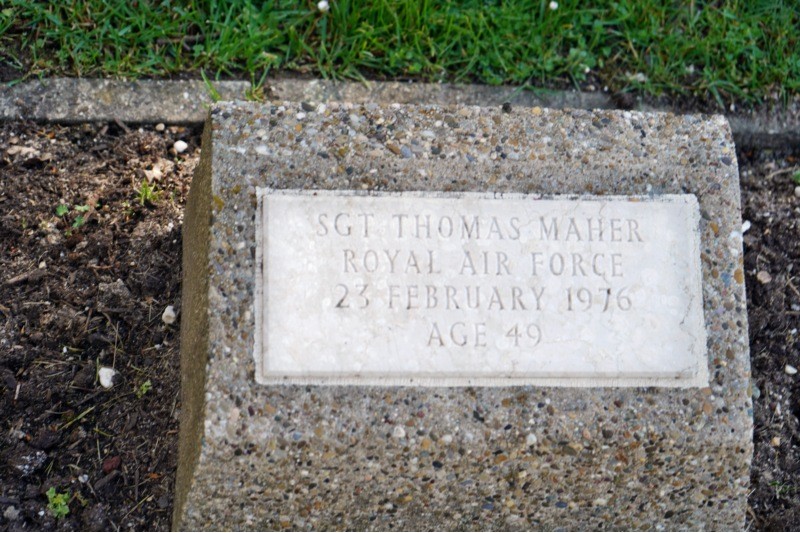 SGT THOMAS MAHER
ROYAL AIR FORCE
23 FEBRUARY 1976
AGE 49